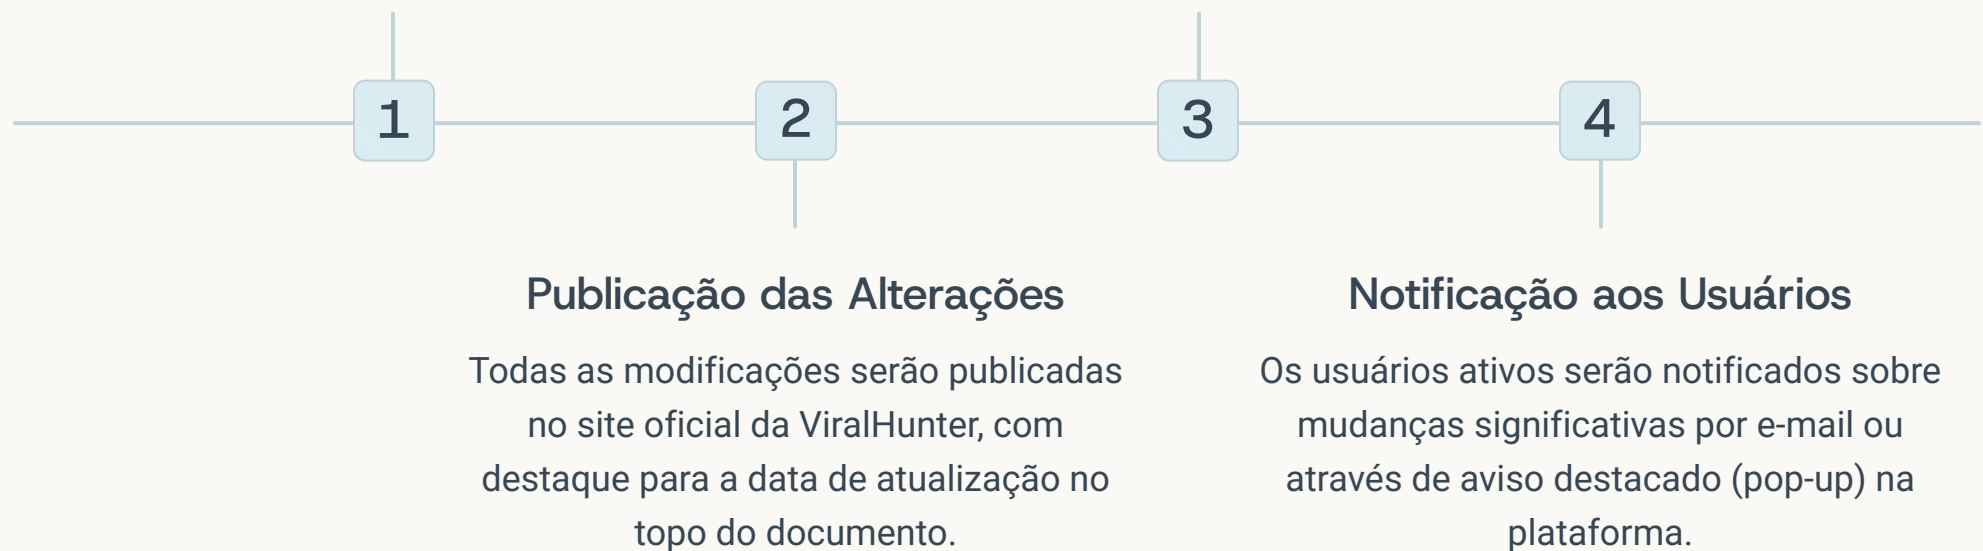 1
2
3
4
Publicação das Alterações
Todas as modificações serão publicadas
no site oficial da ViralHunter, com
destaque para a data de atualização no
topo do documento.
Notificação aos Usuários
Os usuários ativos serão notificados sobre
mudanças significativas por e-mail ou
através de aviso destacado (pop-up) na
plataforma.